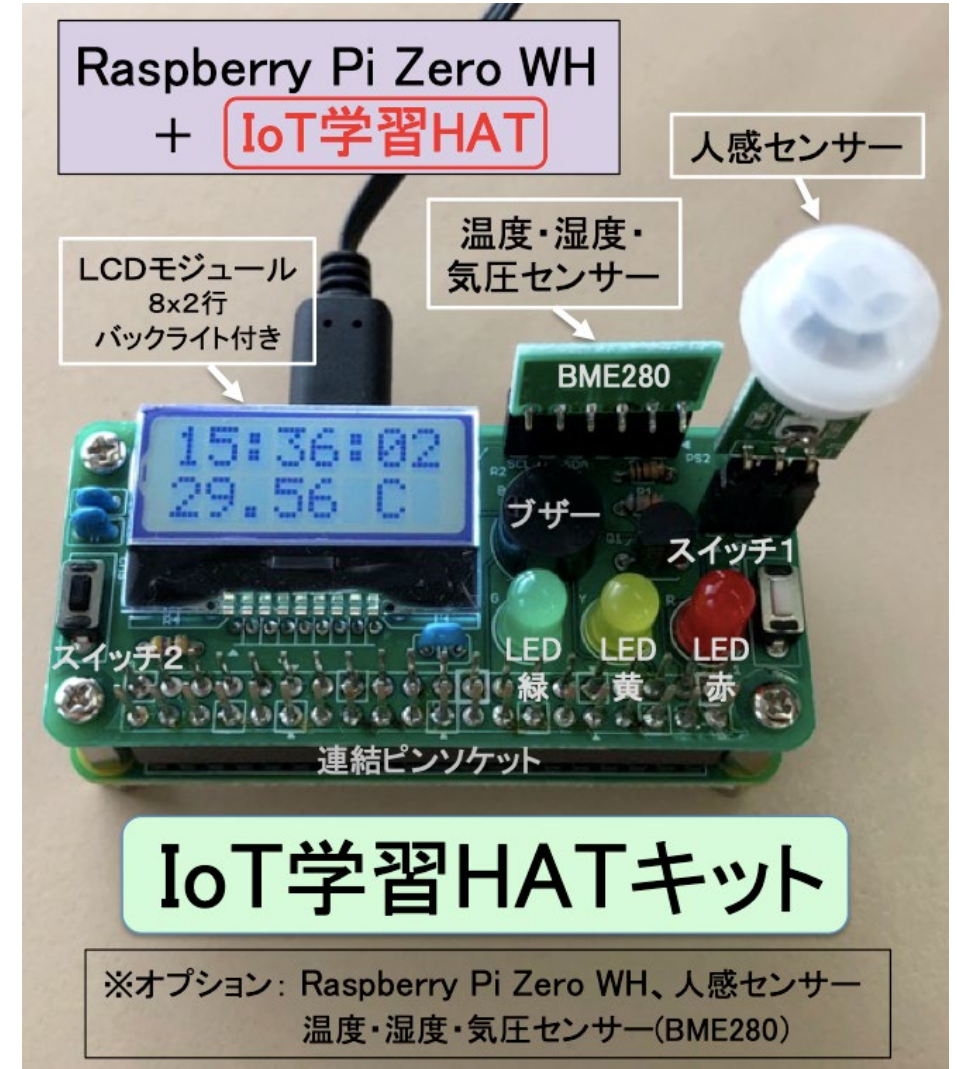 Raspberry Pi Zero WH
+ IoT学習HAT
人感センサー
温度・湿度・
気圧センサー
LCDモジュール
8x2行
バックライト付き
BME280
15:36:02
29.56 C
R2
SCL
SDA
PS2
R1
ブザー
Q1
スイッチ1
G
Y
R
LED
緑
LED
黄
LED
赤
スイッチ2
連結ピンソケット
IoT学習HATキット
※オプション: Raspberry Pi Zero WH、人感センサー
温度・湿度・気圧センサー(BME280)